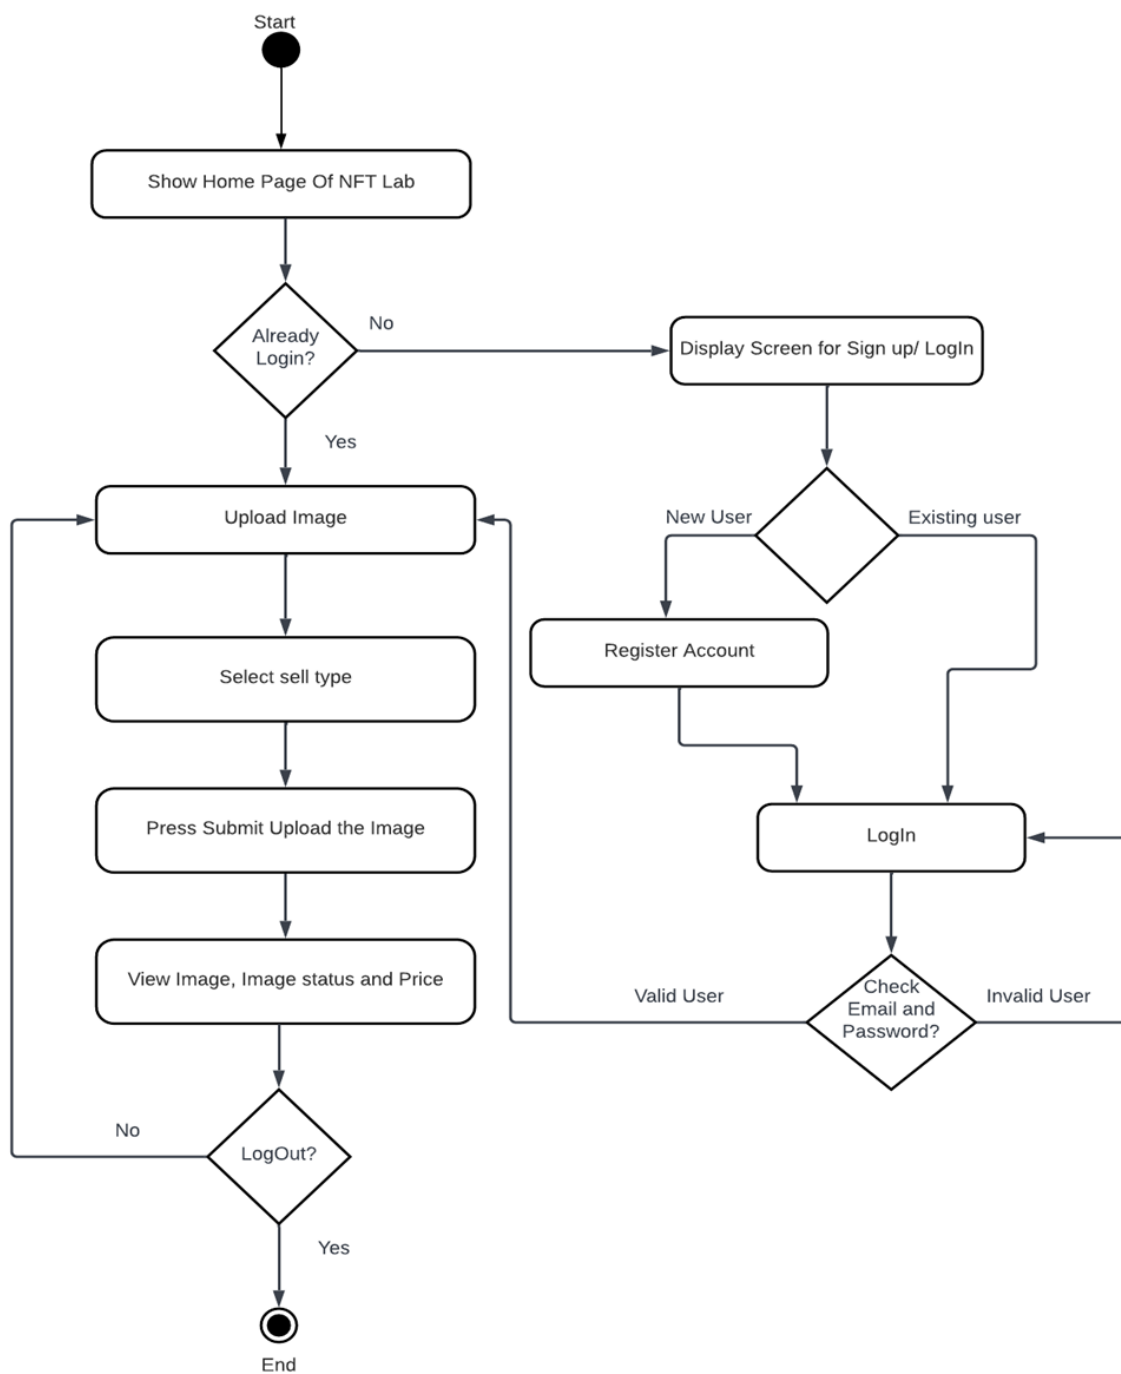 Start
Show Home Page Of NFT Lab
Already
Login?
No
Display Screen for Sign up/ LogIn
Yes
Upload Image
New User
Existing user
Select sell type
Register Account
Press Submit Upload the Image
LogIn
View Image, Image status and Price
Valid User
Check
Email and
Password?
Invalid User
No
LogOut?
Yes
End